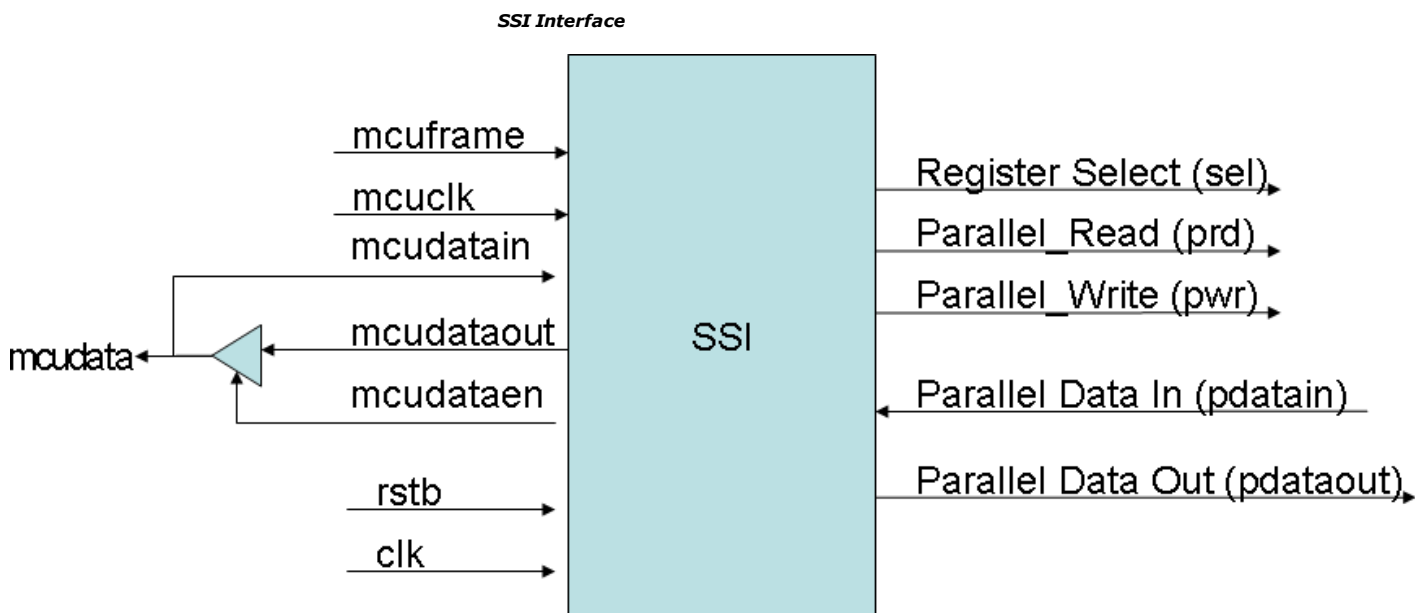 SSI Interface
mcuframe
mcuclk
mcudatain
mcudataout
mcudata
mcudataen
rstb
clk
SSI
Register Select (sel)
Parallel_Read (prd)
Parallel_Write (pwr)
Parallel Data In (pdatain)
Parallel Data Out (pdataout)